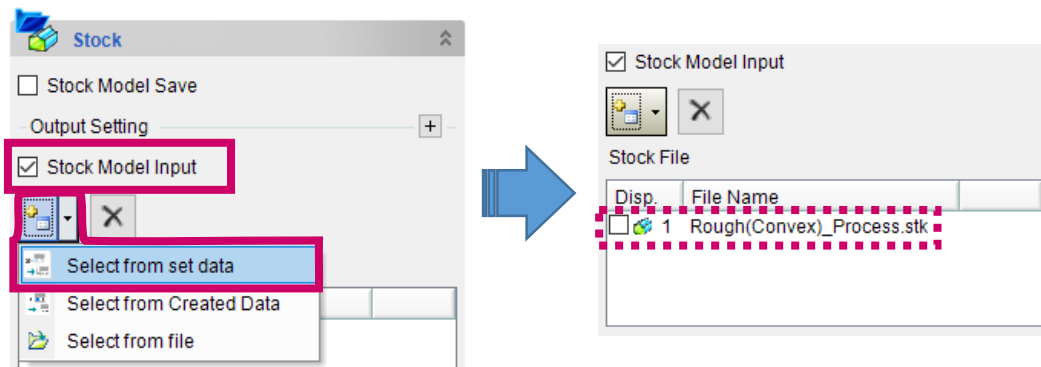 Stock
Stock Model Save
Output Setting
Stock Model Input
Select from set data
Select from Created Data
Select from file
Stock Model Input
Stock File
Disp. File Name
1 Rough(Convex)_Process.stk